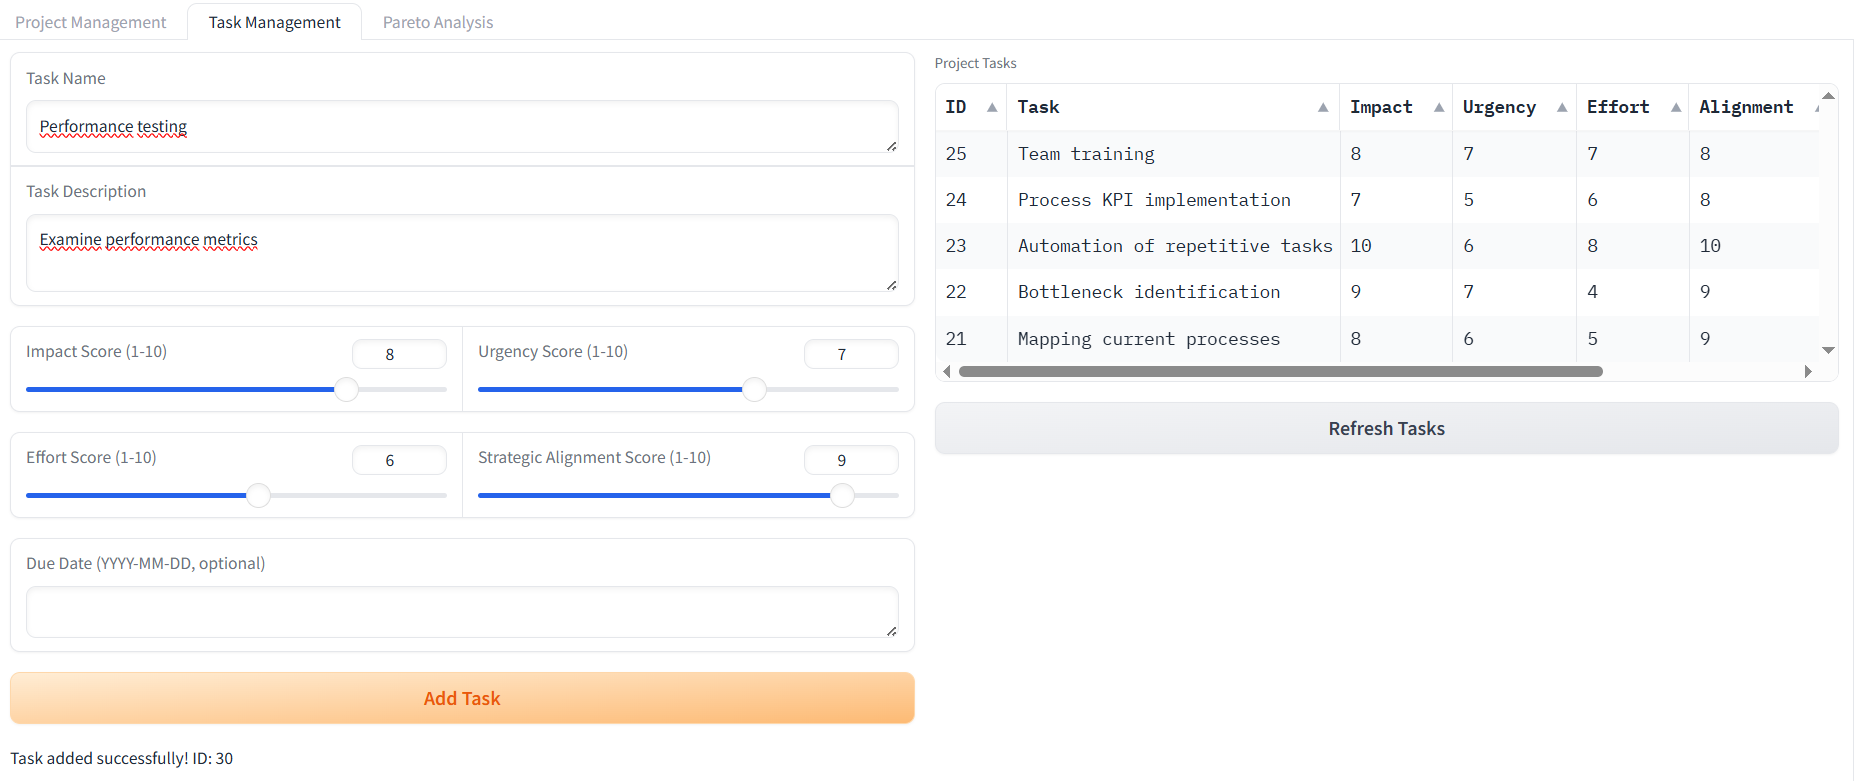 Project Management Task Management Pareto Analysis
Task Name
Performance testing
Task Description
Examine performance metrics
Impact Score (1-10) 8 Urgency Score (1-10) 7
Effort Score (1-10) 6 Strategic Alignment Score (1-10) 9
Due Date (YYYY-MM-DD, optional)
Add Task
Task added successfully! ID: 30
Project Tasks
ID Task Impact Urgency Effort Alignment
25 Team training 8 7 7 8
24 Process KPI implementation 7 5 6 8
23 Automation of repetitive tasks 10 6 8 10
22 Bottleneck identification 9 7 4 9
21 Mapping current processes 8 6 5 9
Refresh Tasks